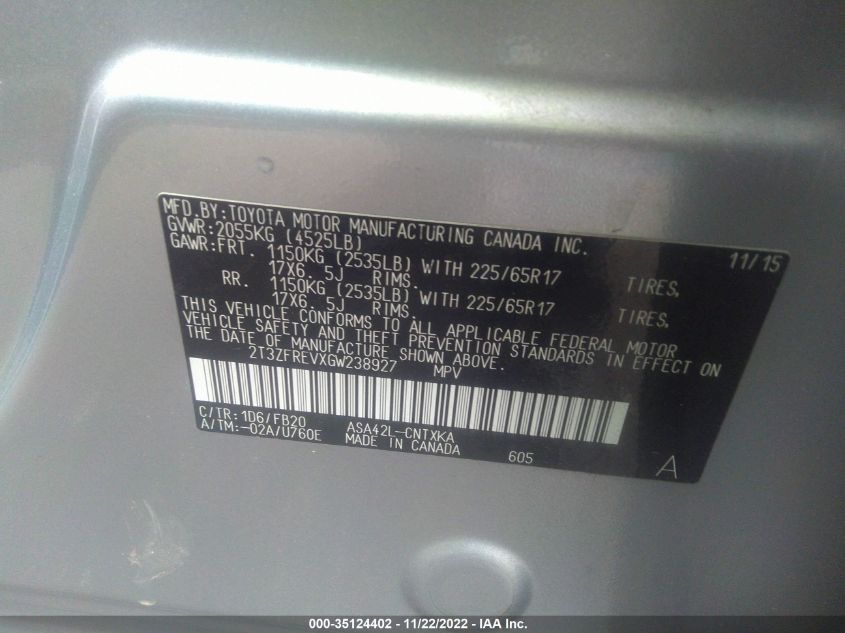 MFD.BY:TOYOTA MOTOR MANUFACTURING CANADA INC. 11/15
GVWR:2055KG (4525LB)
GAWR:FRT. 1150KG (2535LB) WITH 225/65R17 TIRES,
17X6. 5J RIMS.
RR. 1150KG (2535LB) WITH 225/65R17 TIRES,
17X6. 5J RIMS.
THIS VEHICLE CONFORMS TO ALL APPLICABLE FEDERAL MOTOR
VEHICLE SAFETY AND THEFT PREVENTION STANDARDS IN EFFECT ON
THE DATE OF MANUFACTURE SHOWN ABOVE.
2T3ZFREVXGW238927 MPV
C/TR:1D6/FB20 ASA42L-CNTXKA
A/TM:-02A/U760E MADE IN CANADA 605 A
000-35124402 - 11/22/2022 - IAA Inc.